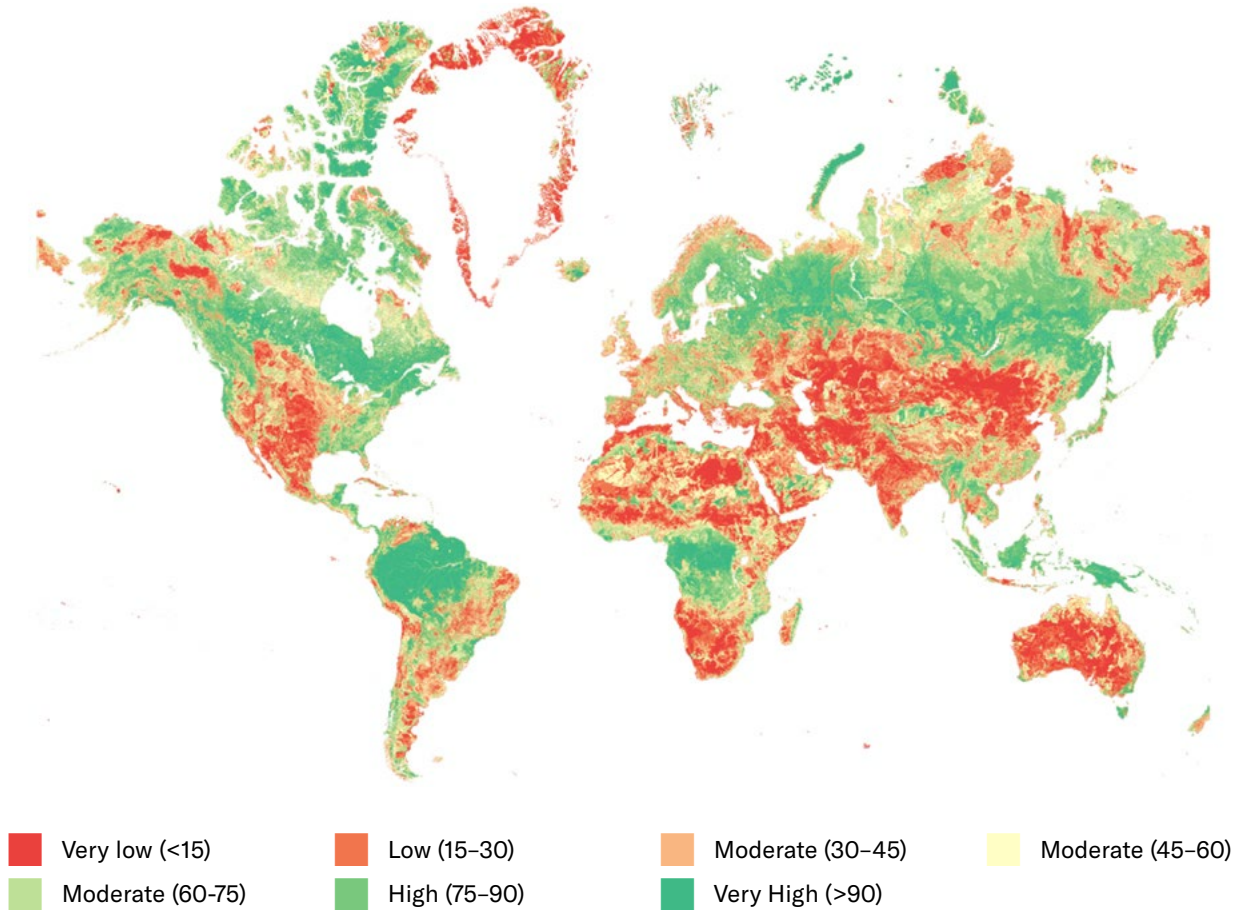 Very low (<15)
Low (15–30)
Moderate (30–45)
Moderate (45–60)
Moderate (60-75)
High (75–90)
Very High (>90)